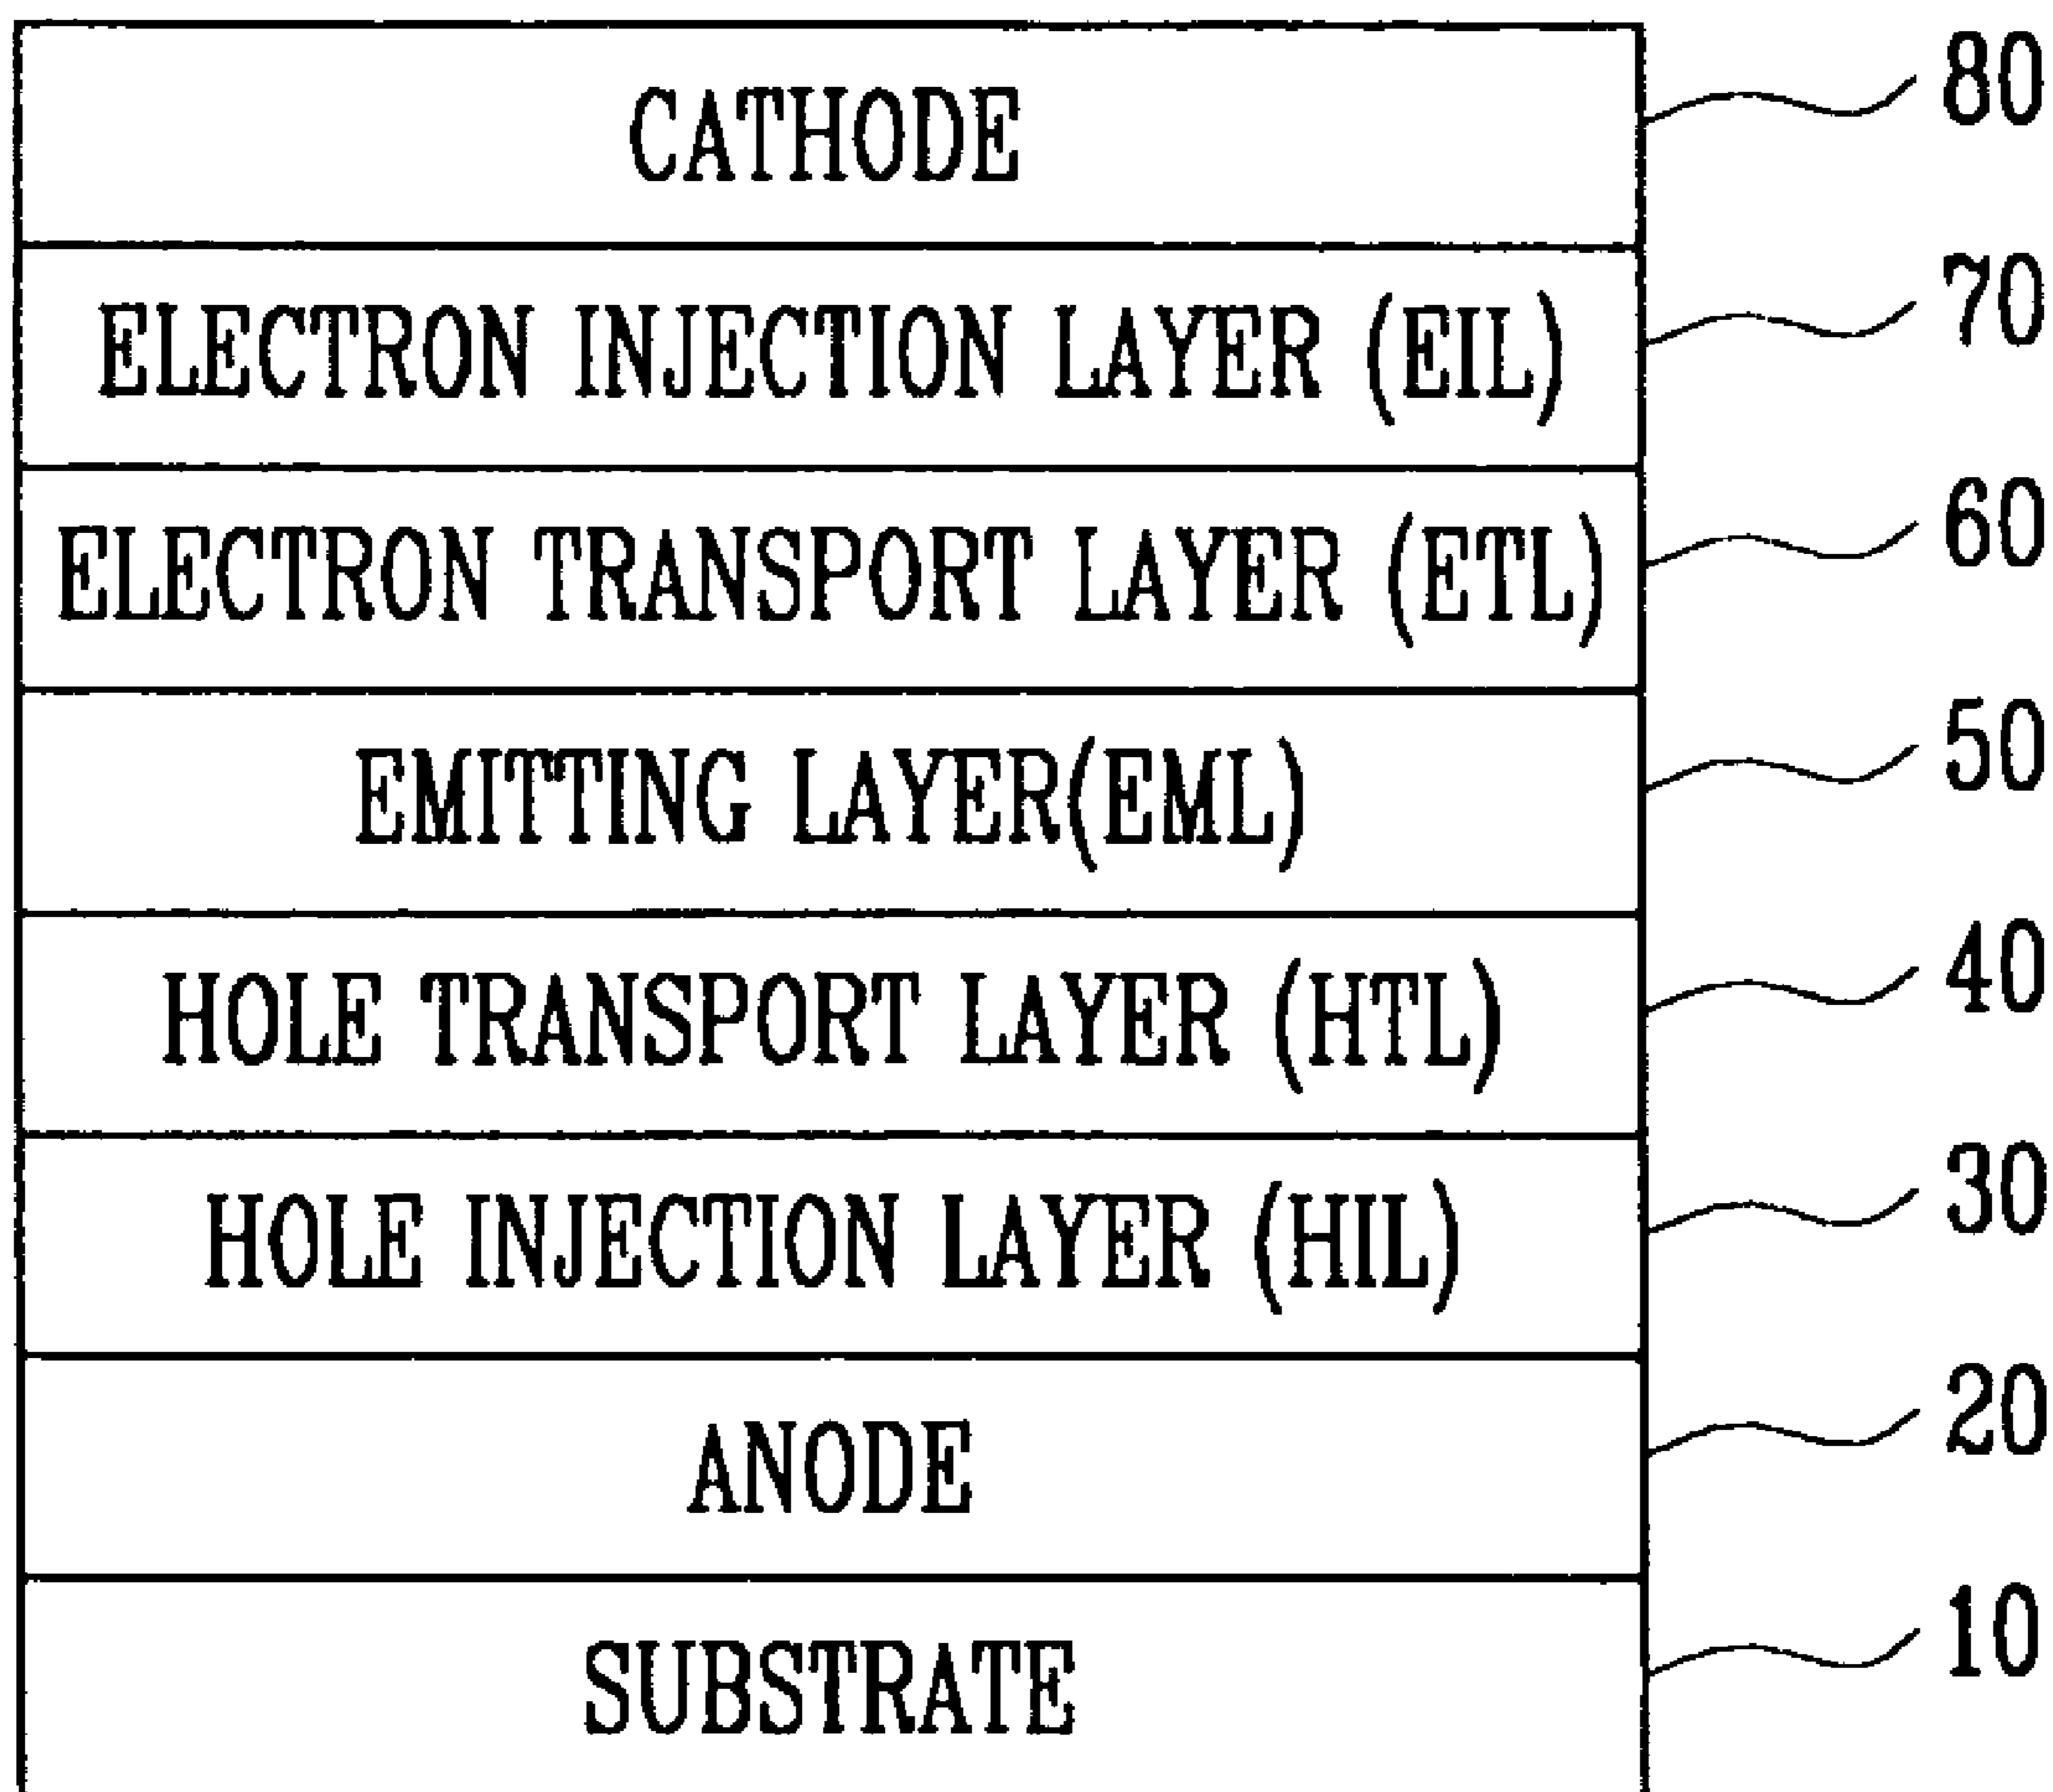 CATHODE 80
ELECTRON INJECTION LAYER (EIL) 70
ELECTRON TRANSPORT LAYER (ETL) 60
EMITTING LAYER(EML) 50
HOLE TRANSPORT LAYER (HTL) 40
HOLE INJECTION LAYER (HIL) 30
ANODE 20
SUBSTRATE 10